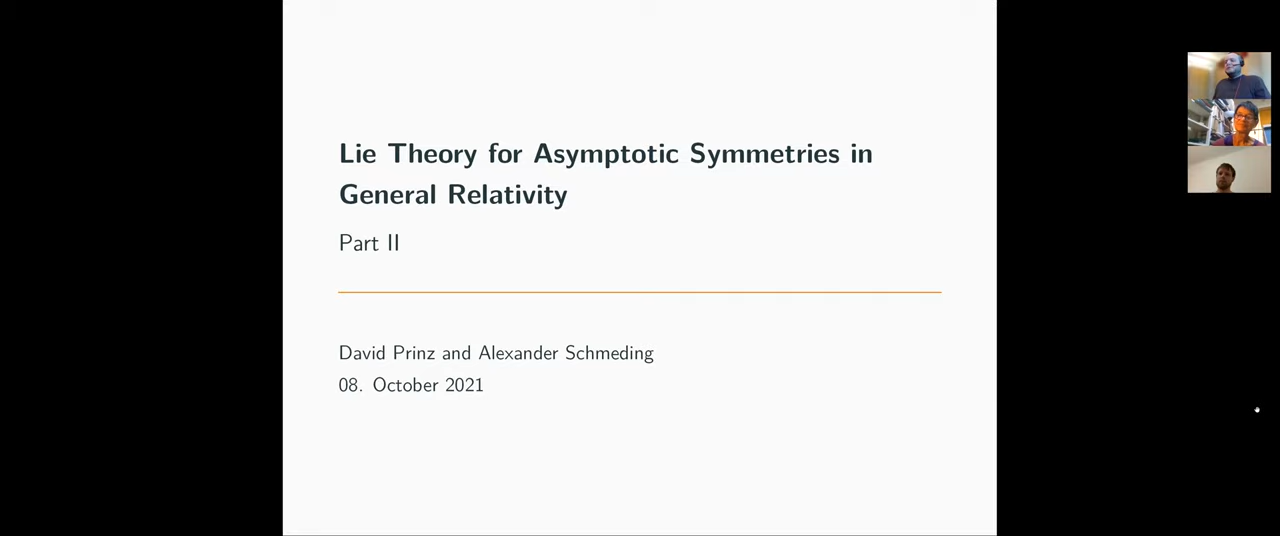 Lie Theory for Asymptotic Symmetries in
General Relativity
Part II
David Prinz and Alexander Schmeding
08. October 2021